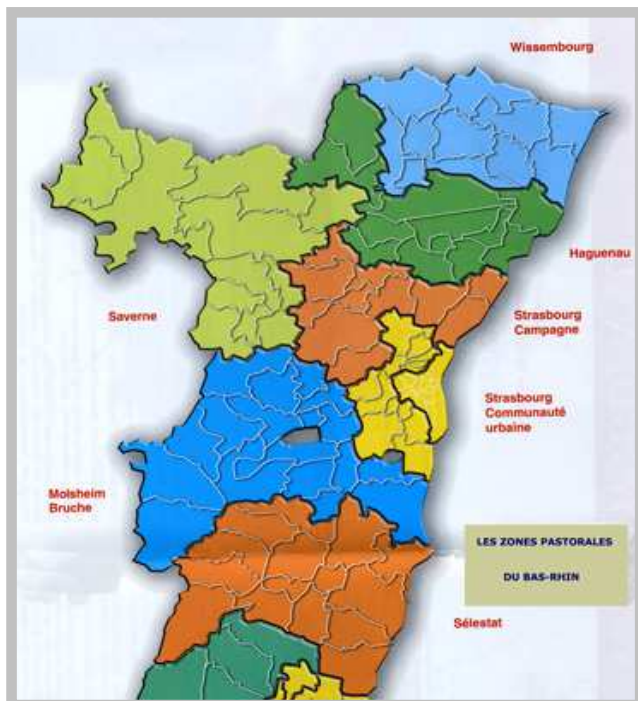 Wissembourg
Haguenau
Saverne
Strasbourg
Campagne
Strasbourg
Communauté
urbaine
Molsheim
Bruche
LES ZONES PASTORALES
DU BAS-RHIN
Sélestat